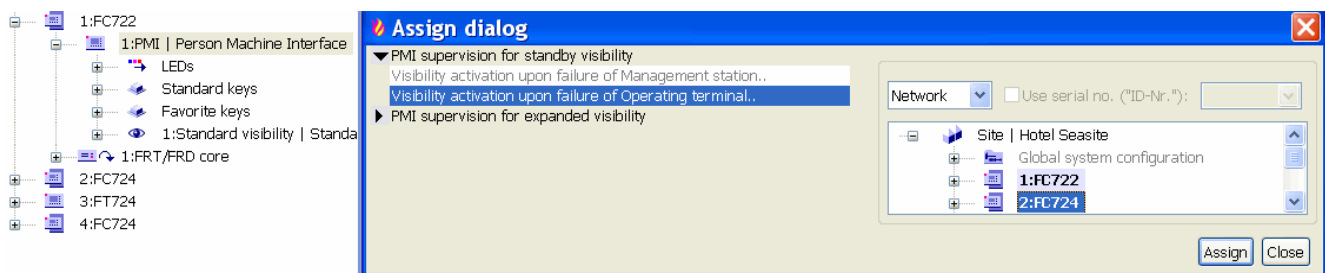 1:FC722
1:PMI | Person Machine Interface
LEDs
Standard keys
Favorite keys
1:Standard visibility | Standa
1:FRT/FRD core
2:FC724
3:FT724
4:FC724
Assign dialog
PMI supervision for standby visibility
Visibility activation upon failure of Management station..
Visibility activation upon failure of Operating terminal..
PMI supervision for expanded visibility
Network
Use serial no. ("ID-Nr."):
Site | Hotel Seasite
Global system configuration
1:FC722
2:FC724
Assign
Close